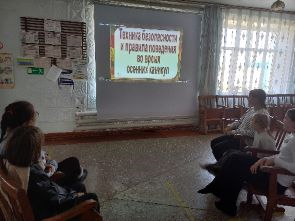 Техника безопасности
и правила поведения
во время
осенних каникул